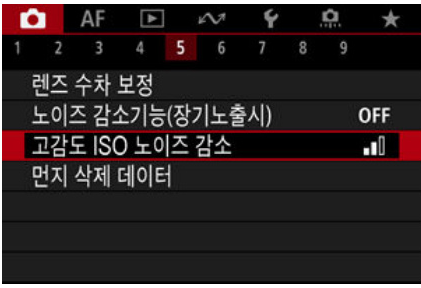 AF
1 2 3 4 5 6 7 8 9
렌즈 수차 보정
노이즈 감소기능(장기노출시) OFF
고감도 ISO 노이즈 감소
먼지 삭제 데이터